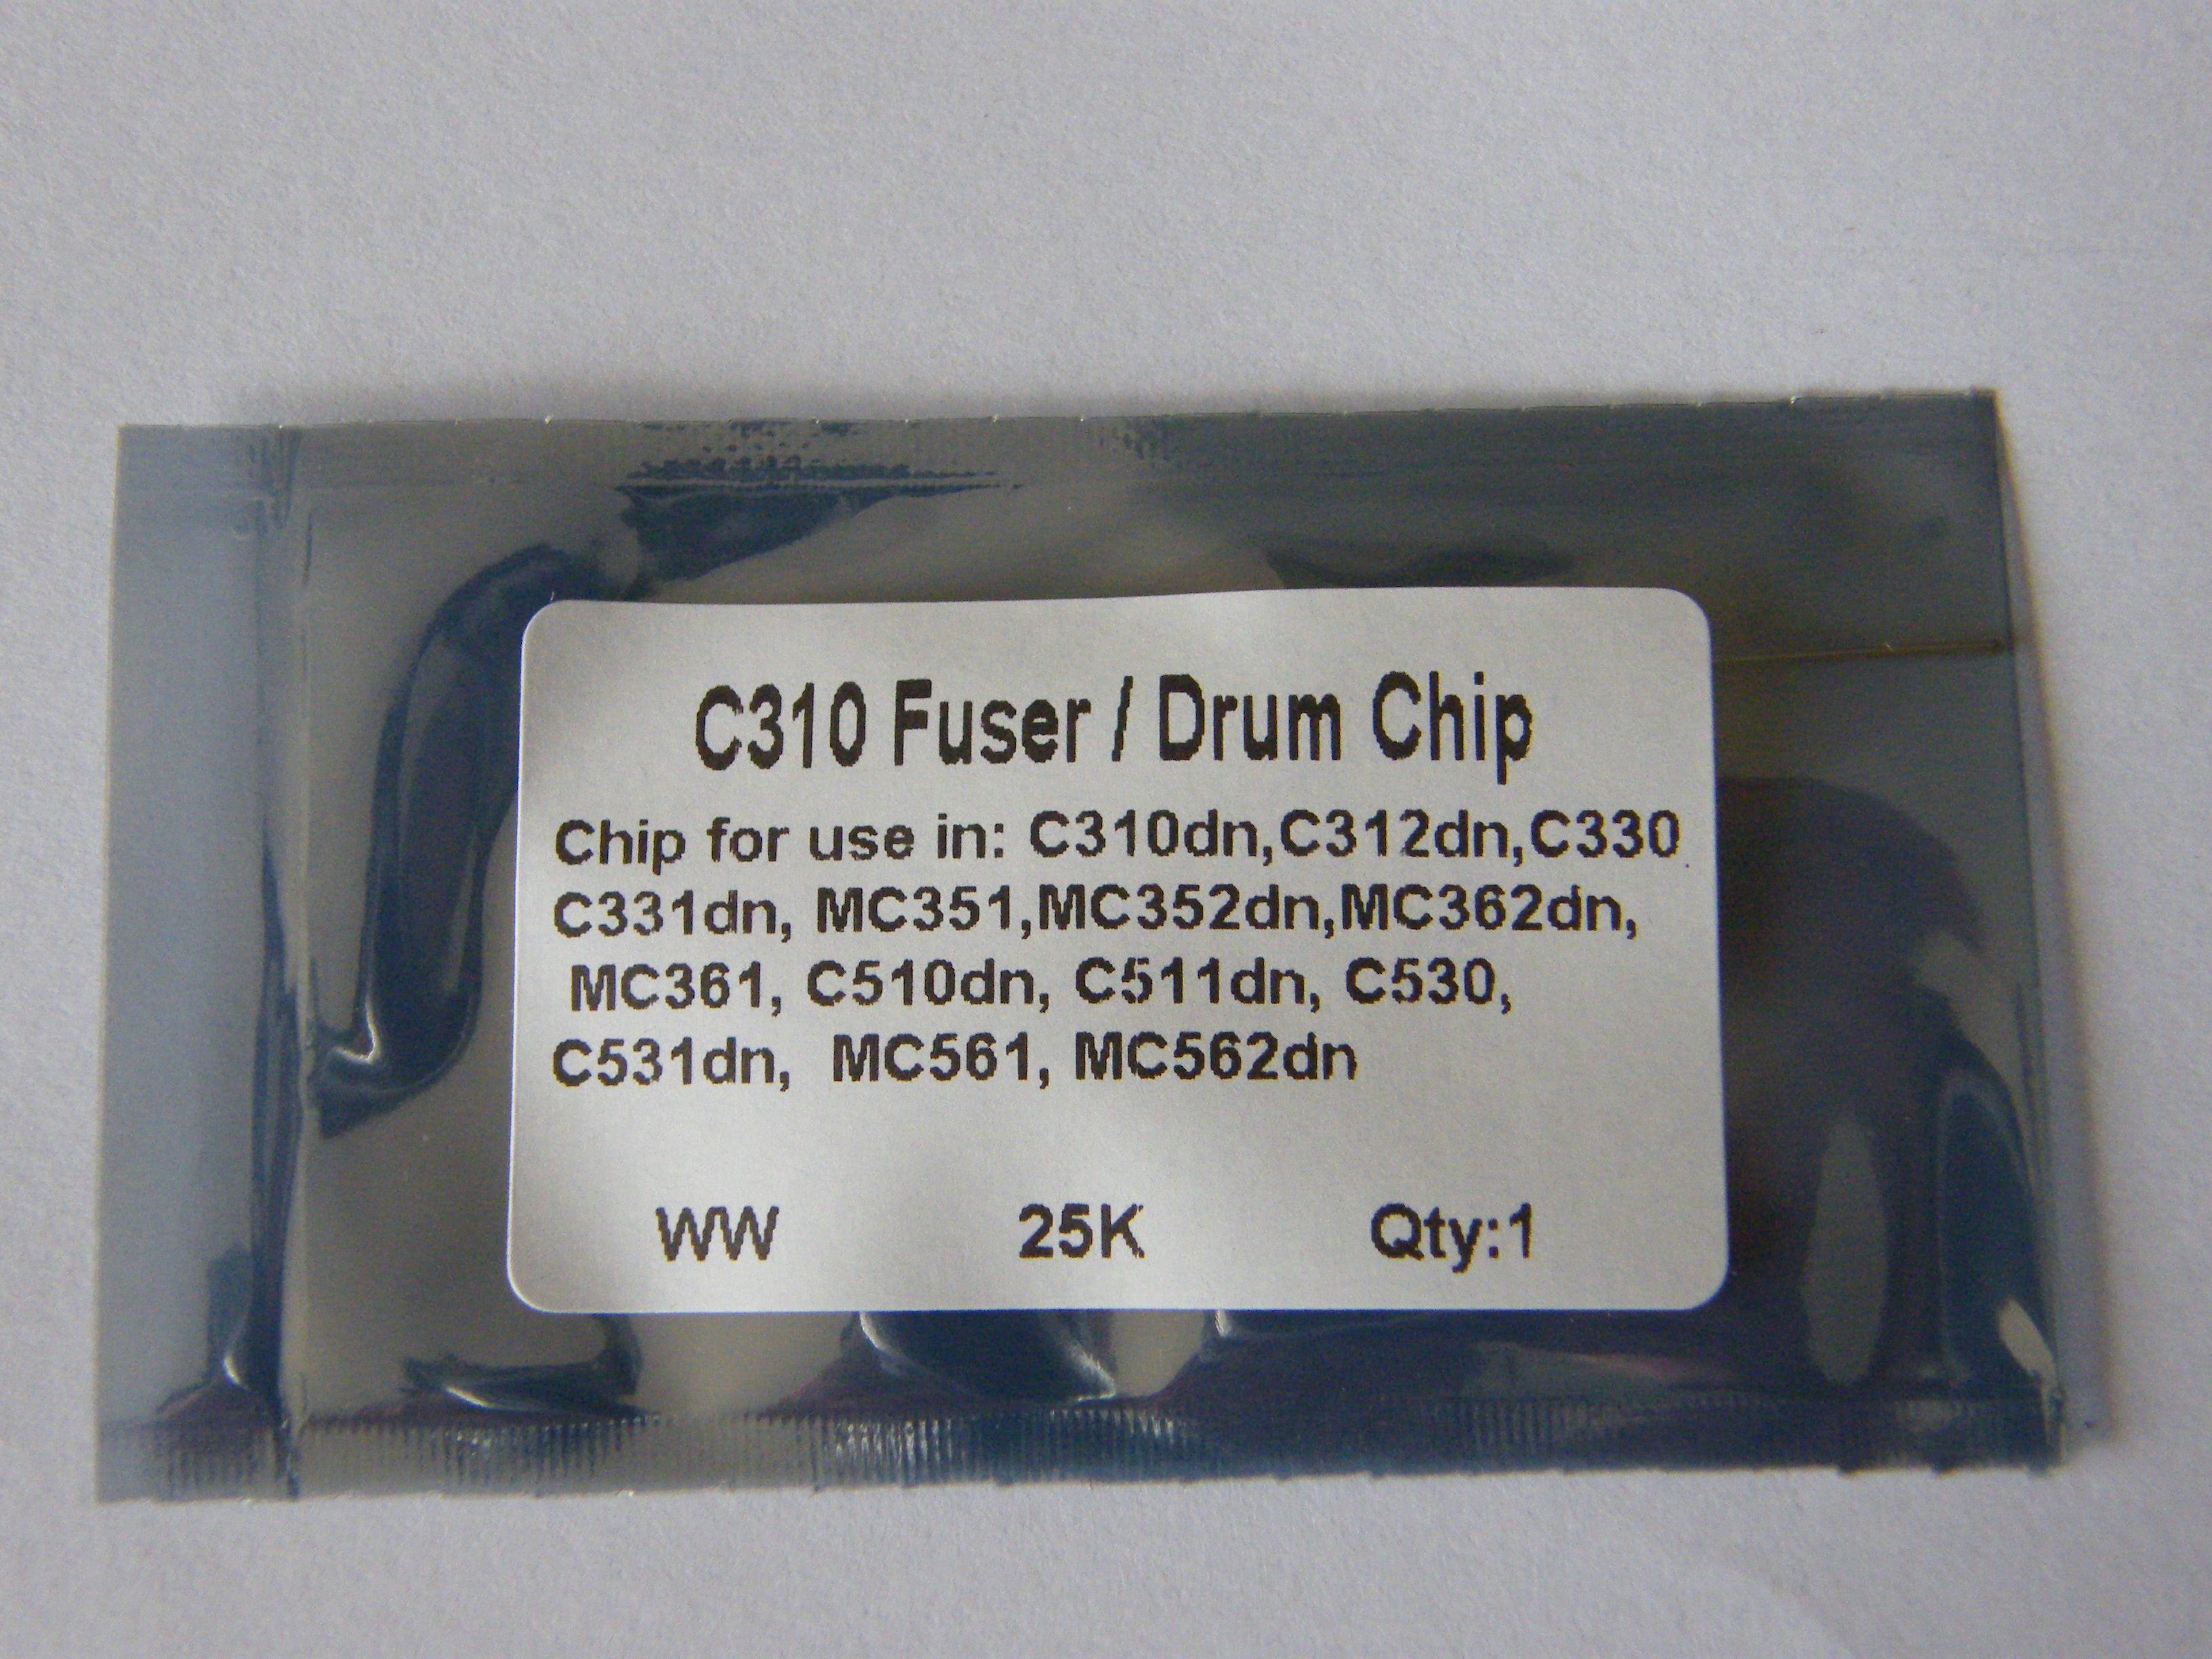 C310 Fuser / Drum Chip
Chip for use in: C310dn,C312dn,C330
C331dn, MC351,MC352dn,MC362dn,
MC361, C510dn, C511dn, C530,
C531dn, MC561, MC562dn
WW 25K Qty:1